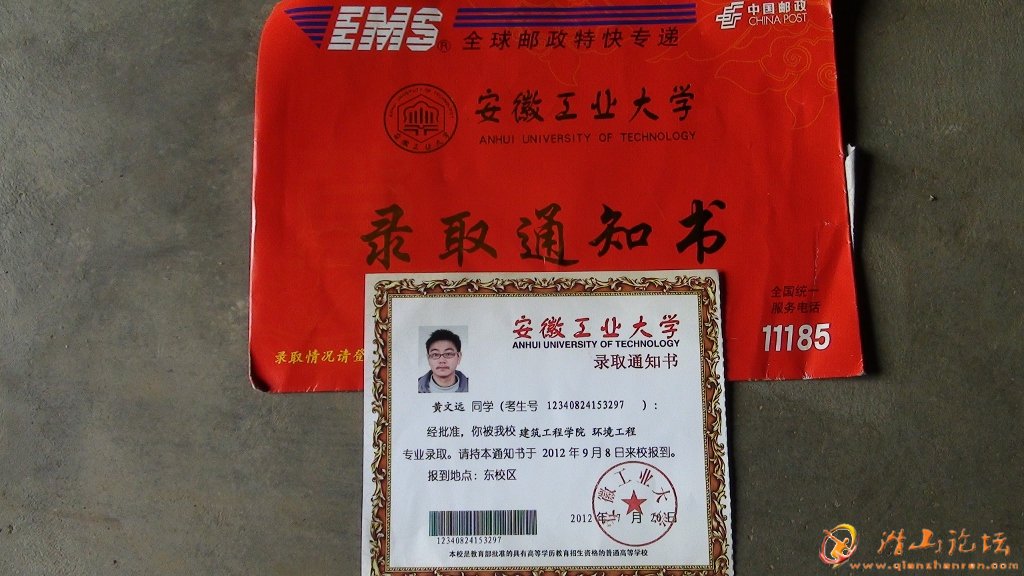 EMS® 全球邮政特快专递
中国邮政
CHINA POST
安徽工业大学
ANHUI UNIVERSITY OF TECHNOLOGY
录取通知书
全国统一
服务电话
11185
录取情况请登
安徽工业大学
ANHUI UNIVERSITY OF TECHNOLOGY
录取通知书
黄文远 同学（考生号 12340824153297 ）：
经批准，你被我校 建筑工程学院 环境工程
专业录取。请持本通知书于 2012 年 9 月 8 日来校报到。
报到地点：东校区
徽工业大
2012 年 7 月 20 日
12340824153297
本校是教育部批准的具有高等学历教育招生资格的普通高等学校
潜山论坛
www.qianshanren.com